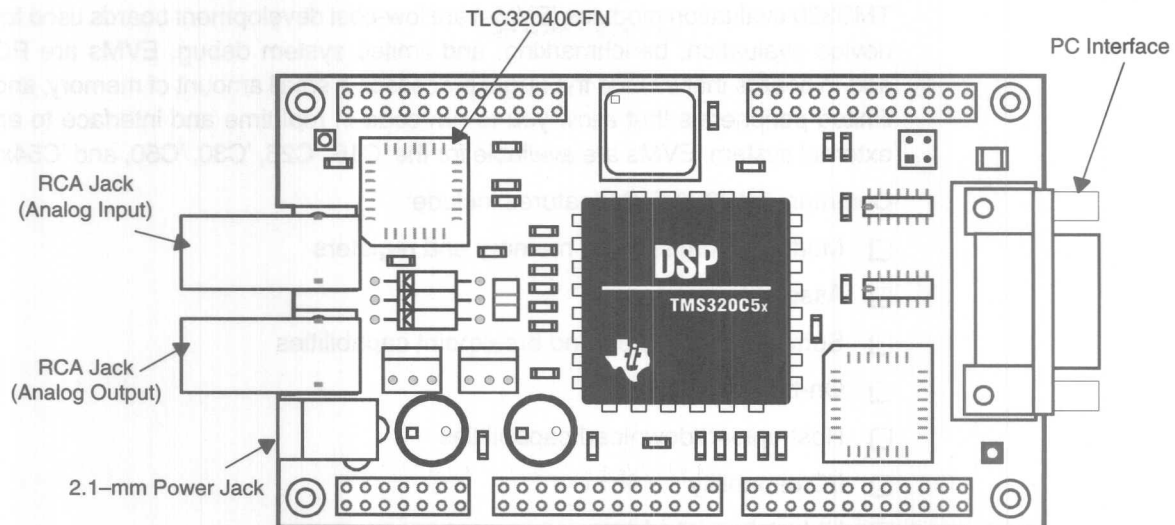 TLC32040CFN
PC Interface
RCA Jack
(Analog Input)
DSP
TMS320C5x
RCA Jack
(Analog Output)
2.1–mm Power Jack